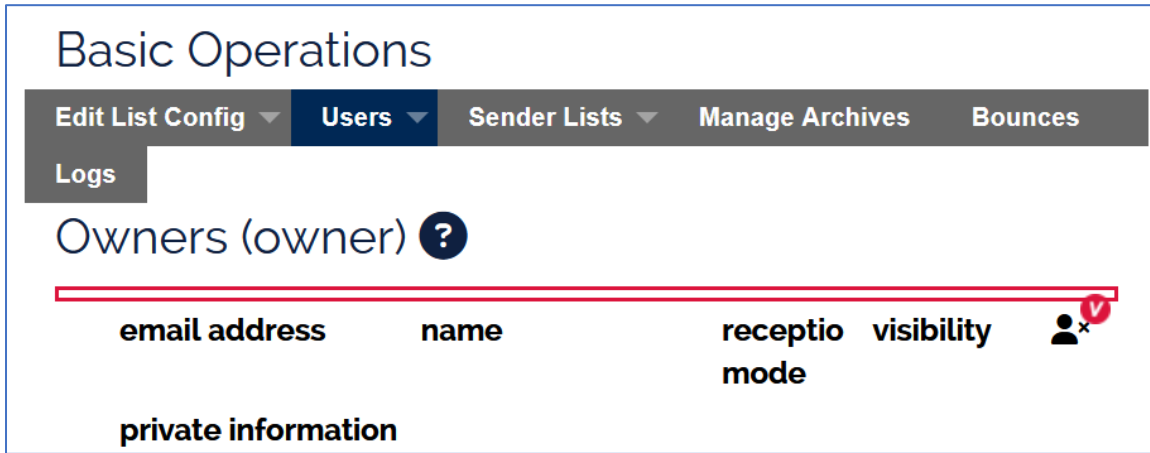 Basic Operations
Edit List Config Users Sender Lists Manage Archives Bounces
Logs
Owners (owner) ?
V
email address name receptio visibility
mode
private information